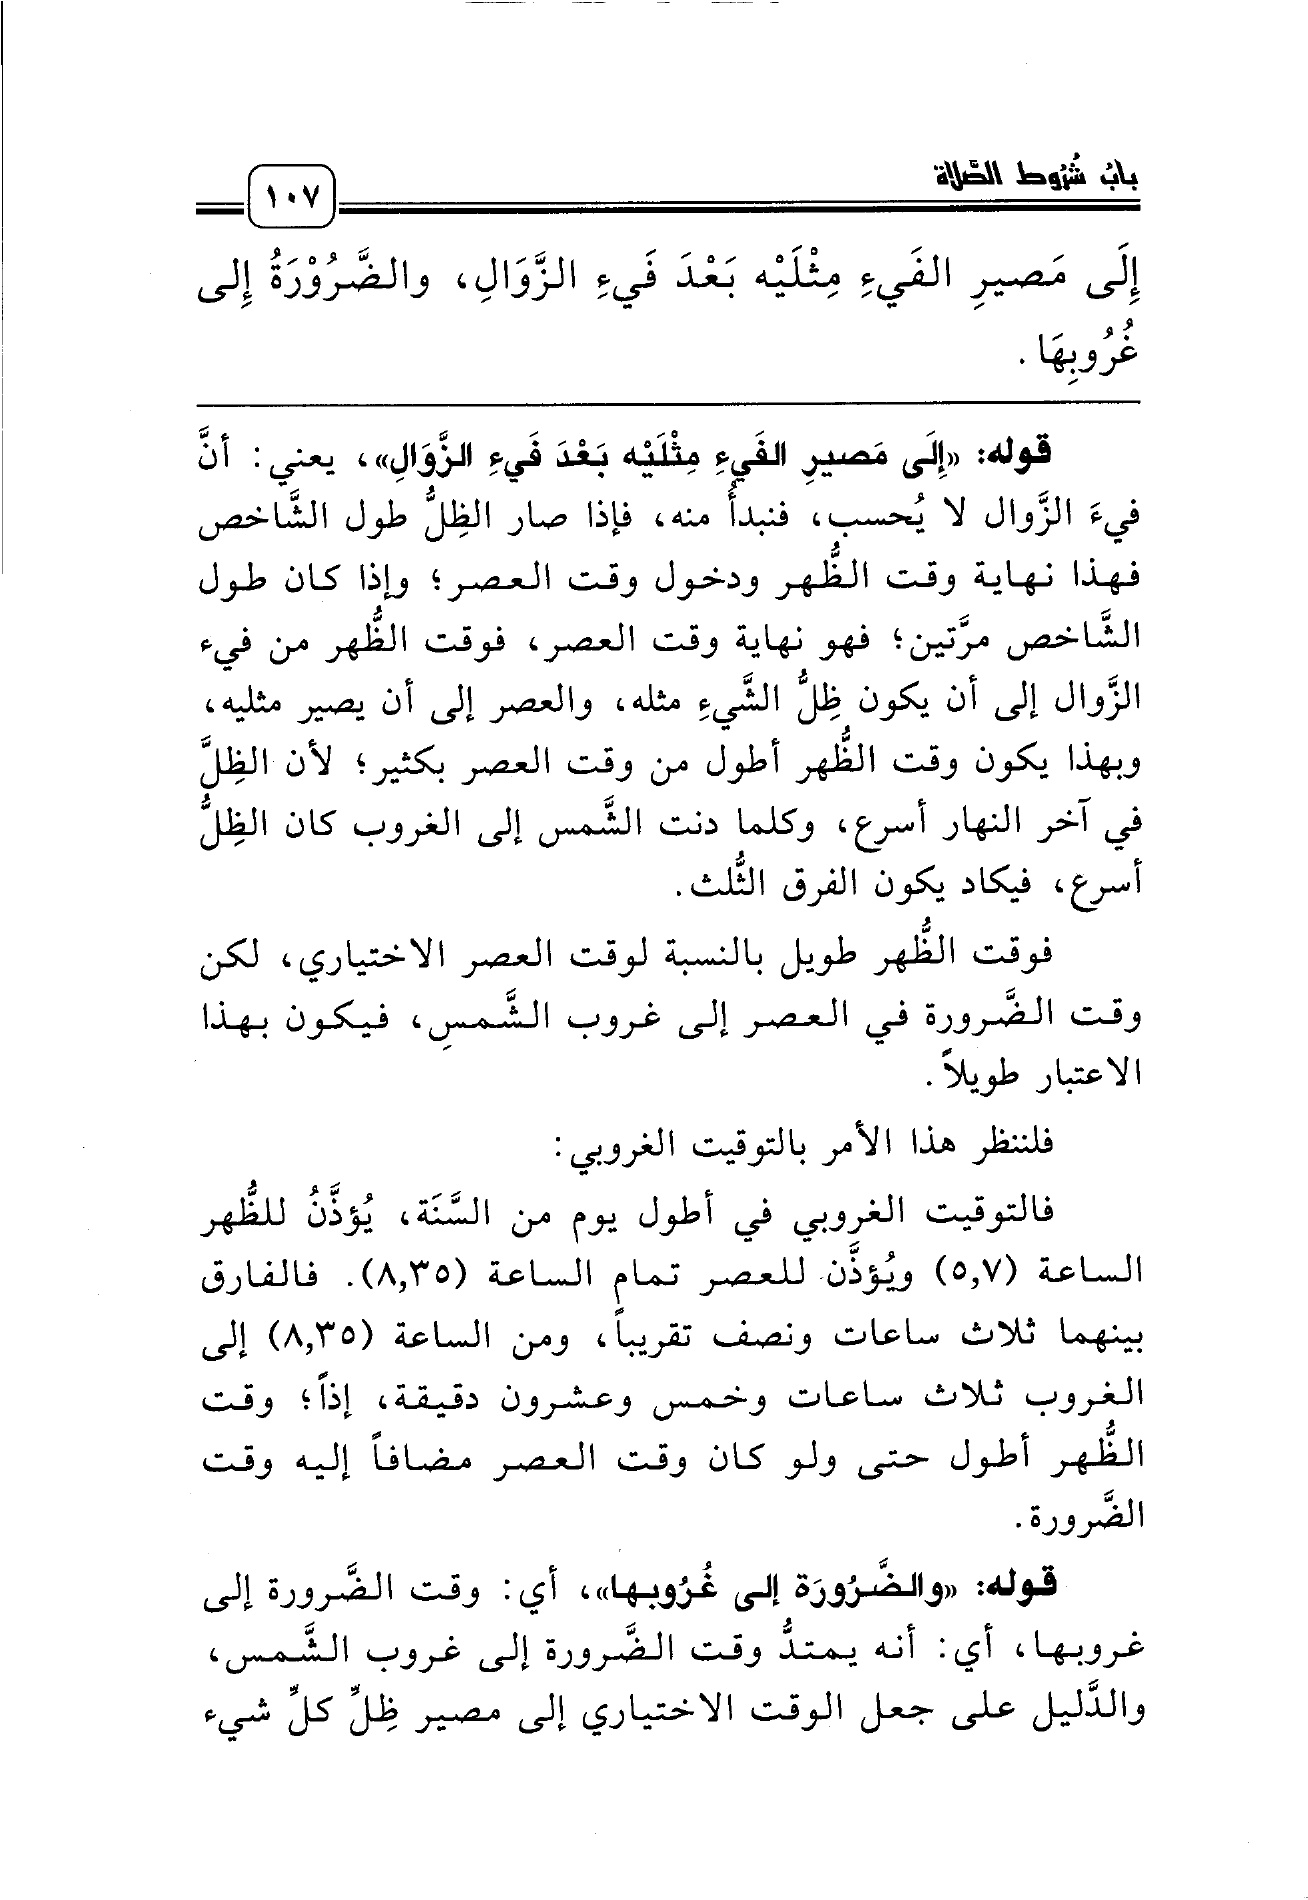 بابُ شُرُوط الصَّلاة
١٠٧
إِلَى مَصيرِ الفَيءِ مِثْلَيْه بَعْدَ فَيءِ الزَّوَالِ، والضَّرُوْرَةُ إِلى
غُرُوبِهَا .
قوله: «إِلَى مَصيرِ الفَيءِ مِثْلَيْه بَعْدَ فَيءِ الزَّوَالِ»، يعني: أنَّ
فيءَ الزَّوال لا يُحسب، فنبدأُ منه، فإذا صار الظِلُّ طول الشَّاخص
فهذا نهاية وقت الظُّهر ودخول وقت العصر؛ وإذا كان طول
الشَّاخص مرَّتين؛ فهو نهاية وقت العصر، فوقت الظُّهر من فيء
الزَّوال إلى أن يكون ظِلُّ الشَّيءِ مثله، والعصر إلى أن يصير مثليه،
وبهذا يكون وقت الظُّهر أطول من وقت العصر بكثير؛ لأن الظِلَّ
في آخر النهار أسرع، وكلما دنت الشَّمس إلى الغروب كان الظِلُّ
أسرع، فيكاد يكون الفرق الثُّلث.
فوقت الظُّهر طويل بالنسبة لوقت العصر الاختياري، لكن
وقت الضَّرورة في العصر إلى غروب الشَّمسِ، فيكون بهذا
الاعتبار طويلاً.
فلننظر هذا الأمر بالتوقيت الغروبي:
فالتوقيت الغروبي في أطول يوم من السَّنَة، يُؤذَّنُ للظُّهر
الساعة (٥,٧) ويُؤذَّن للعصر تمام الساعة (٨,٣٥). فالفارق
بينهما ثلاث ساعات ونصف تقريباً، ومن الساعة (٨,٣٥) إلى
الغروب ثلاث ساعات وخمس وعشرون دقيقة، إذاً؛ وقت
الظُّهر أطول حتى ولو كان وقت العصر مضافاً إليه وقت
الضَّرورة.
قوله: «والضَّرُورَة إلى غُرُوبها»، أي: وقت الضَّرورة إلى
غروبها، أي: أنه يمتدُّ وقت الضَّرورة إلى غروب الشَّمس،
والدَّليل على جعل الوقت الاختياري إلى مصير ظِلِّ كلِّ شيء